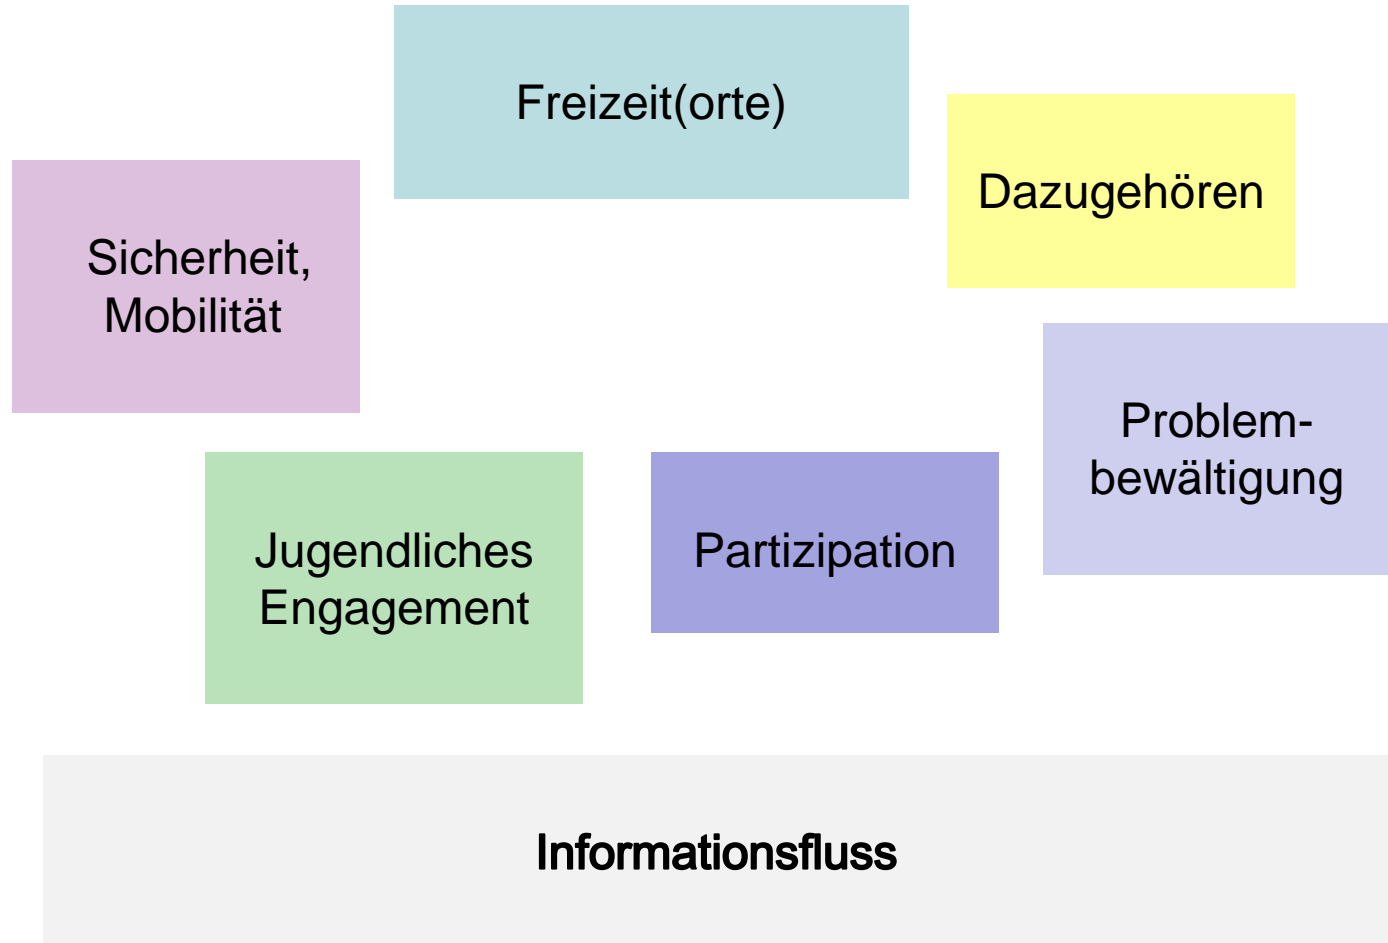 Freizeit(orte)
Dazugehören
Sicherheit,
Mobilität
Problem-
bewältigung
Jugendliches
Engagement
Partizipation
Informationsfluss